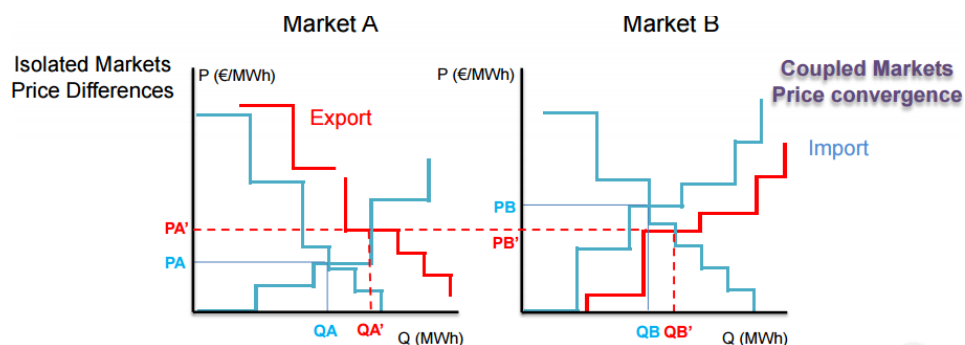 Market A
Market B
Isolated Markets
Price Differences
P (€/MWh)
P (€/MWh)
Coupled Markets
Price convergence
Export
Import
PA'
PA
PB
PB'
QA
QA'
Q (MWh)
QB
QB'
Q (MWh)